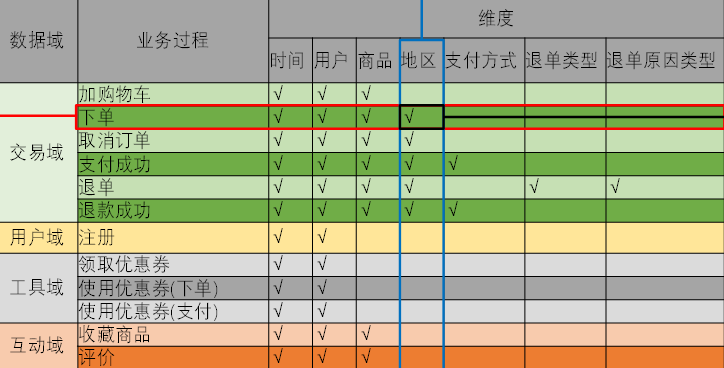 数据域 业务过程 维度
时间 用户 商品 地区 支付方式 退单类型 退单原因类型
交易域
加购物车 √ √ √
下单 √ √ √ √
取消订单 √ √ √ √
支付成功 √ √ √ √ √
退单 √ √ √ √ √ √
退款成功 √ √ √ √ √
用户域 注册 √ √
工具域
领取优惠券 √ √
使用优惠券(下单) √ √
使用优惠券(支付) √ √
互动域
收藏商品 √ √ √
评价 √ √ √